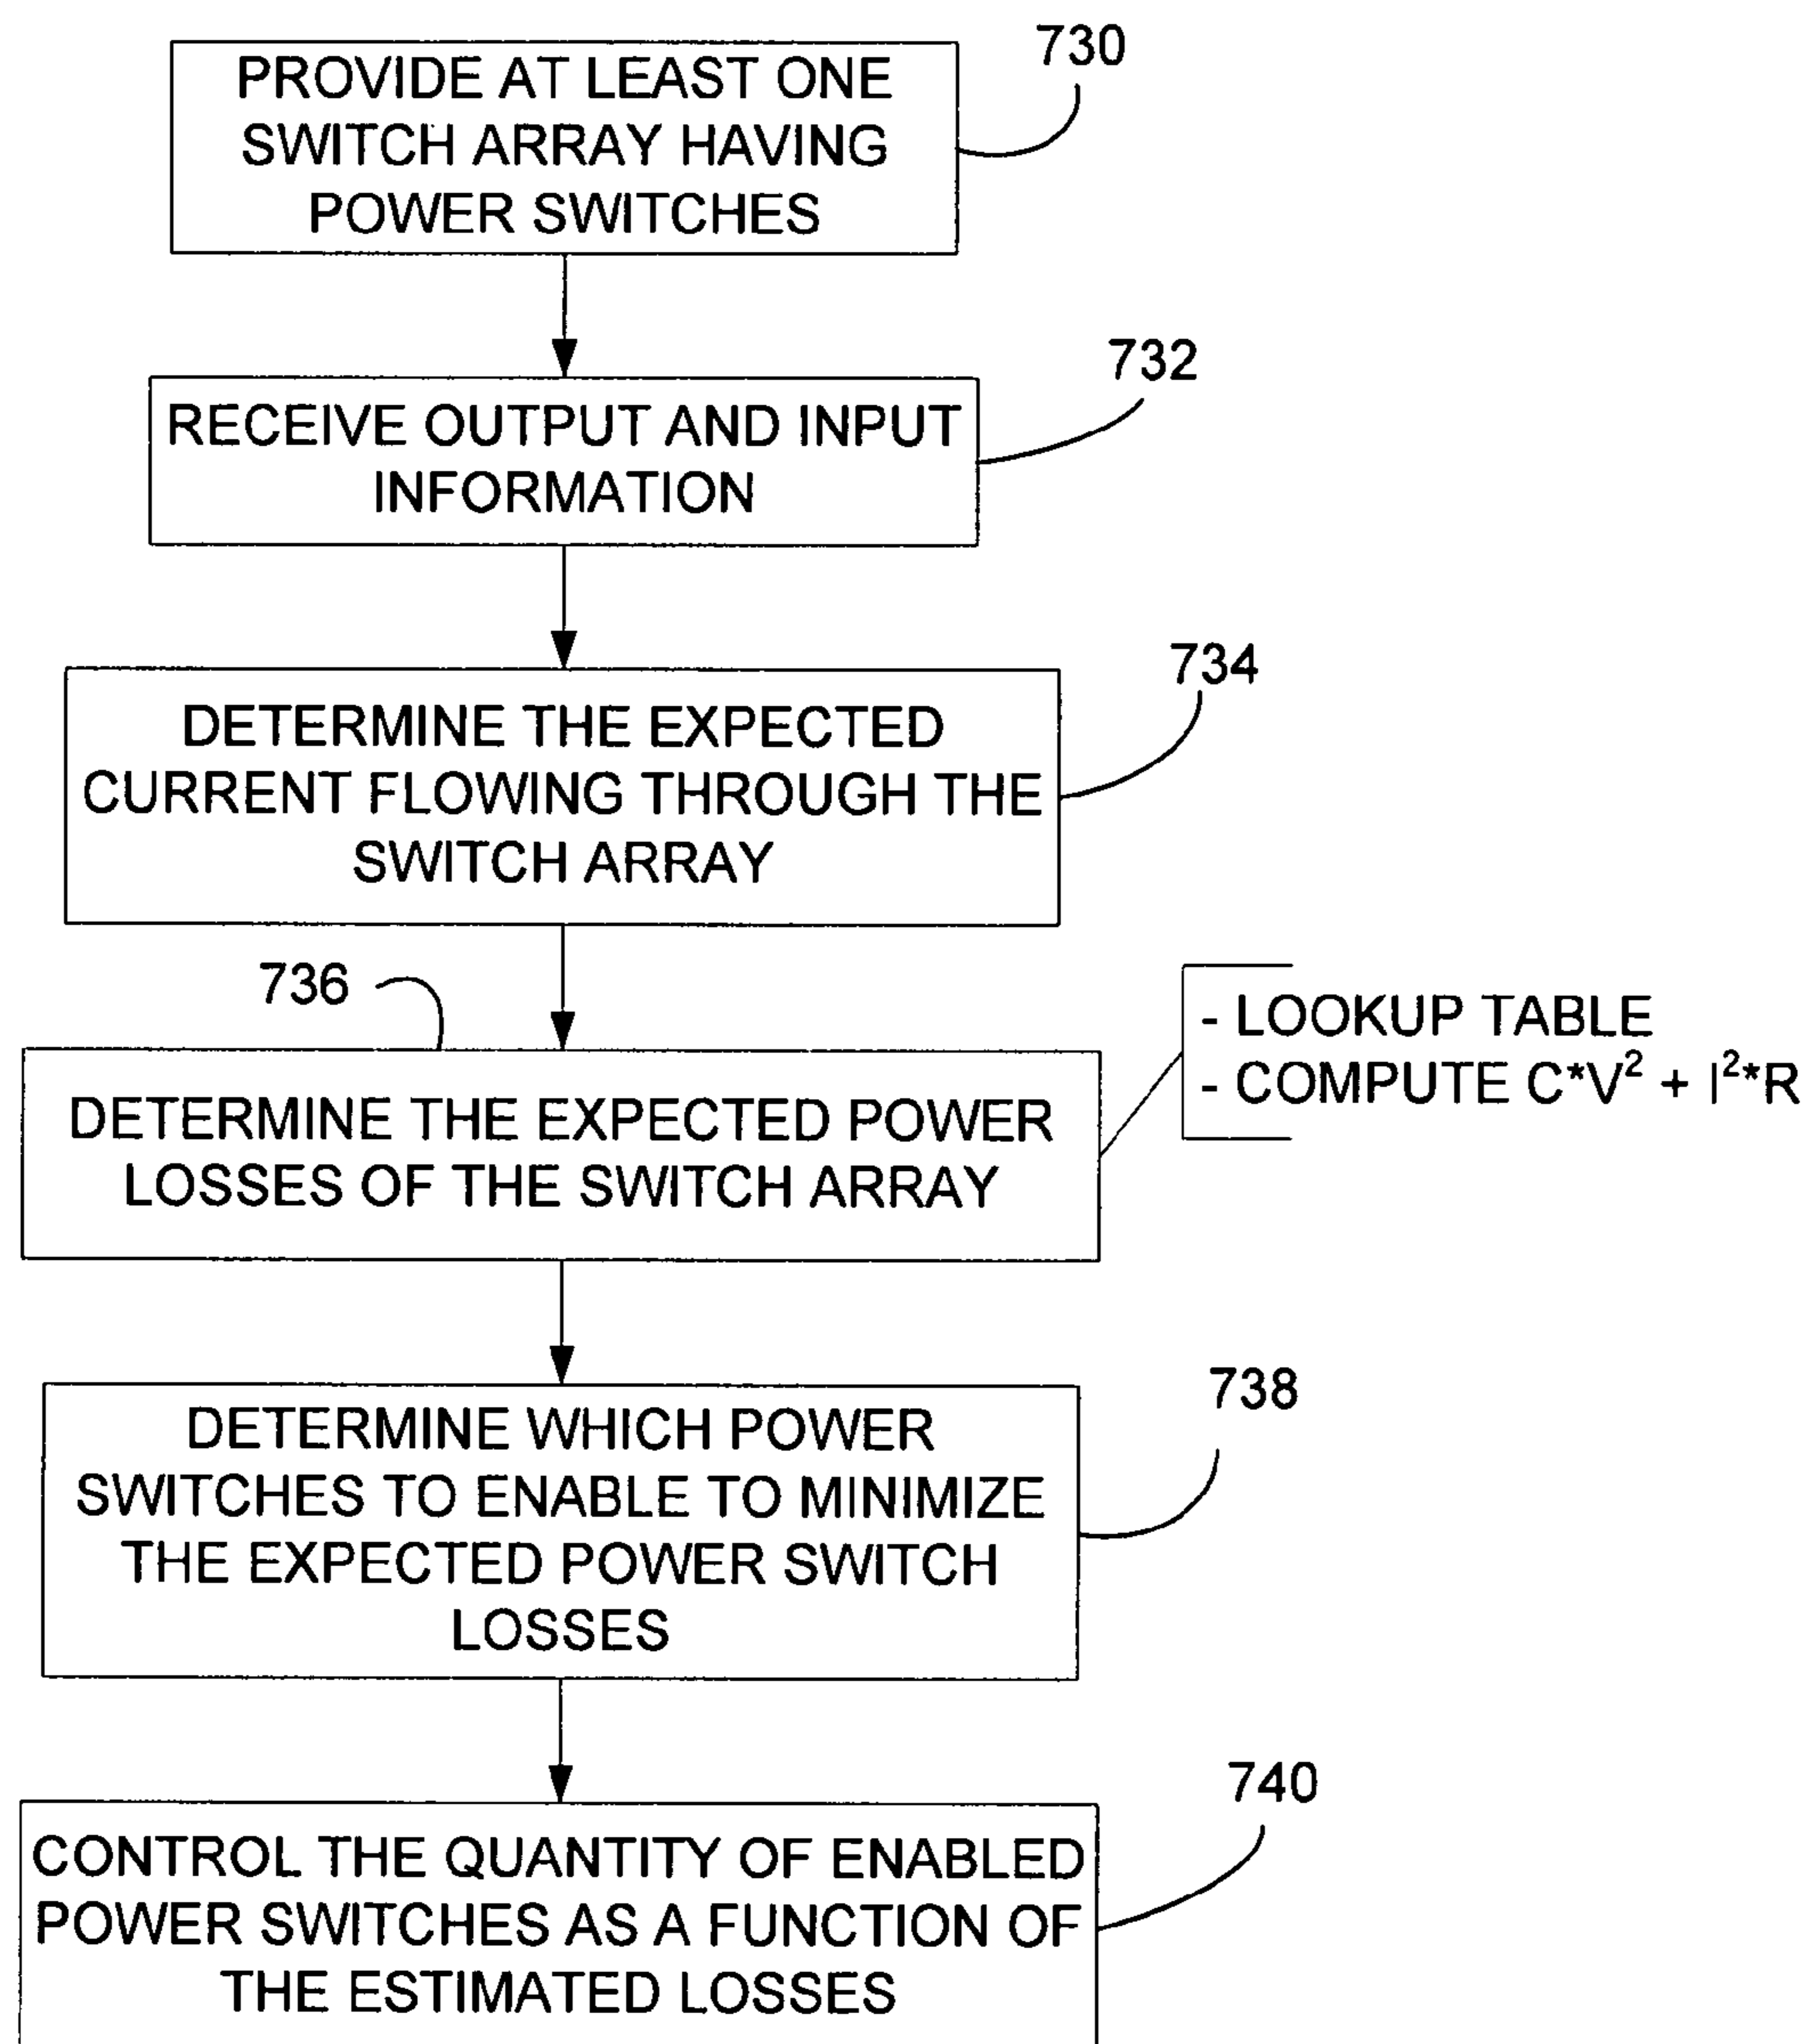 730
PROVIDE AT LEAST ONE
SWITCH ARRAY HAVING
POWER SWITCHES
732
RECEIVE OUTPUT AND INPUT
INFORMATION
734
DETERMINE THE EXPECTED
CURRENT FLOWING THROUGH THE
SWITCH ARRAY
736
- LOOKUP TABLE
- COMPUTE C*V² + I²*R
DETERMINE THE EXPECTED POWER
LOSSES OF THE SWITCH ARRAY
738
DETERMINE WHICH POWER
SWITCHES TO ENABLE TO MINIMIZE
THE EXPECTED POWER SWITCH
LOSSES
740
CONTROL THE QUANTITY OF ENABLED
POWER SWITCHES AS A FUNCTION OF
THE ESTIMATED LOSSES